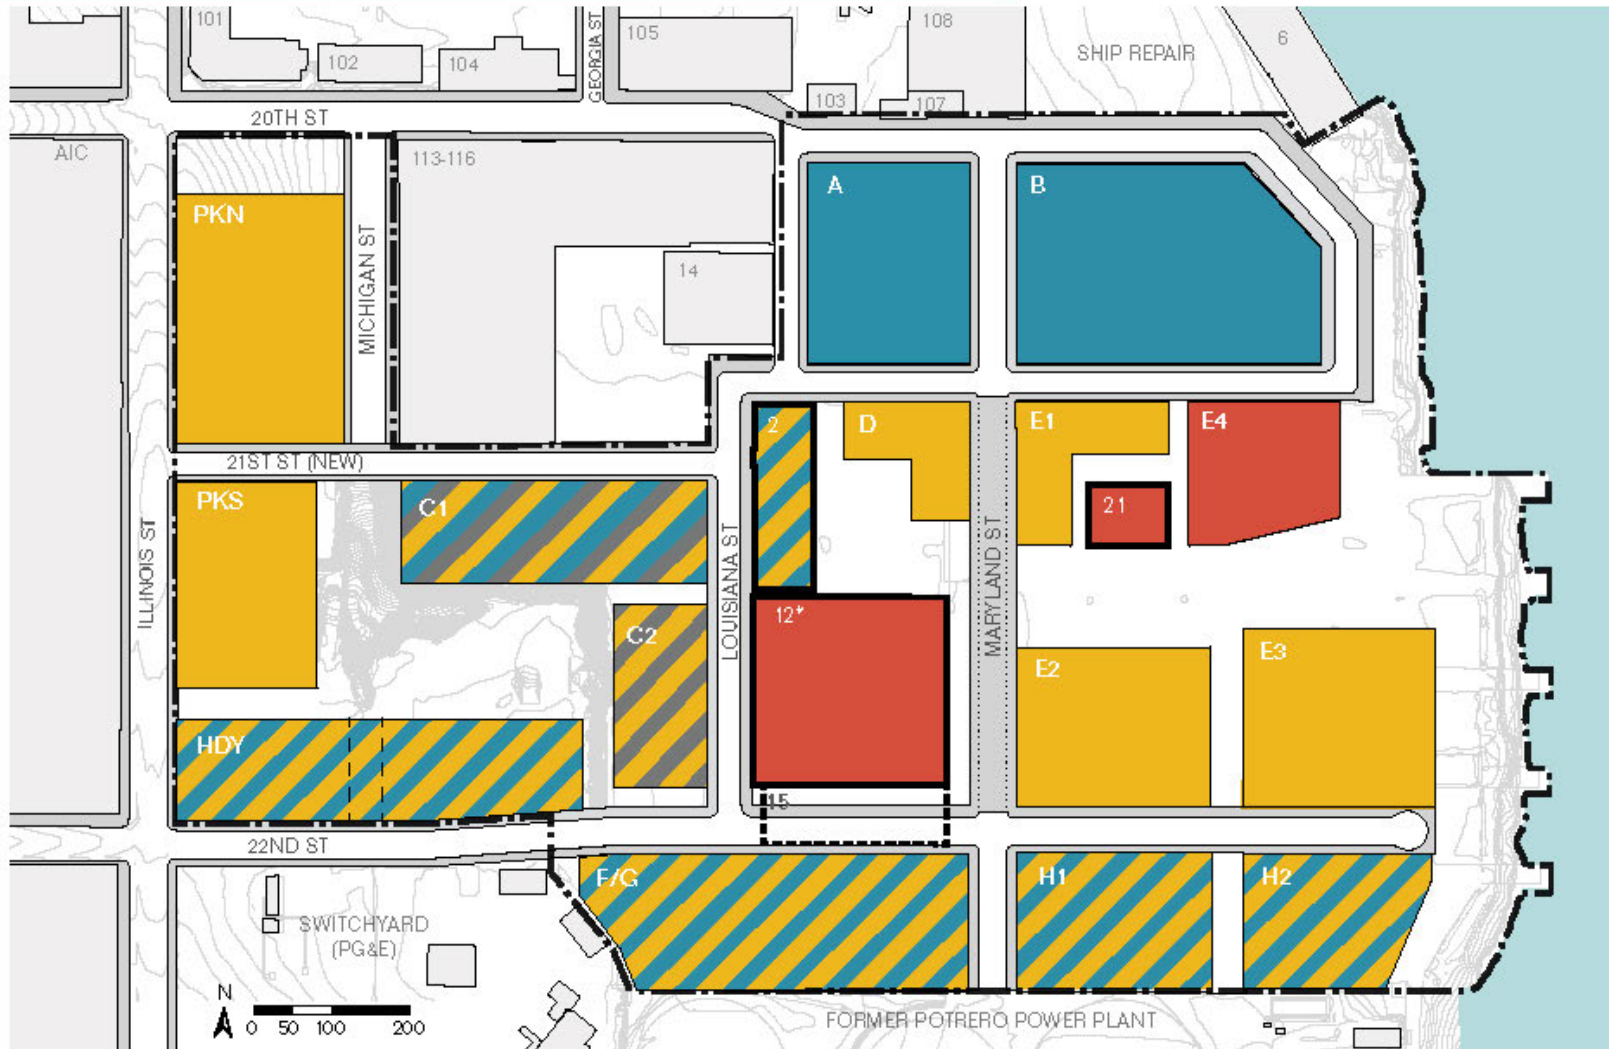 101
102
104
GEORGIA ST
105
103
108
107
SHIP REPAIR
6
20TH ST
AIC
PKN
MICHIGAN ST
113-116
14
A
B
21ST ST (NEW)
PKS
C1
2
D
E1
E4
21
ILLINOIS ST
LOUISIANA ST
MARYLAND ST
C2
12*
E2
E3
HDY
15
22ND ST
F/G
H1
H2
SWITCHYARD
(PG&E)
N
0 50 100 200
FORMER POTRERO POWER PLANT